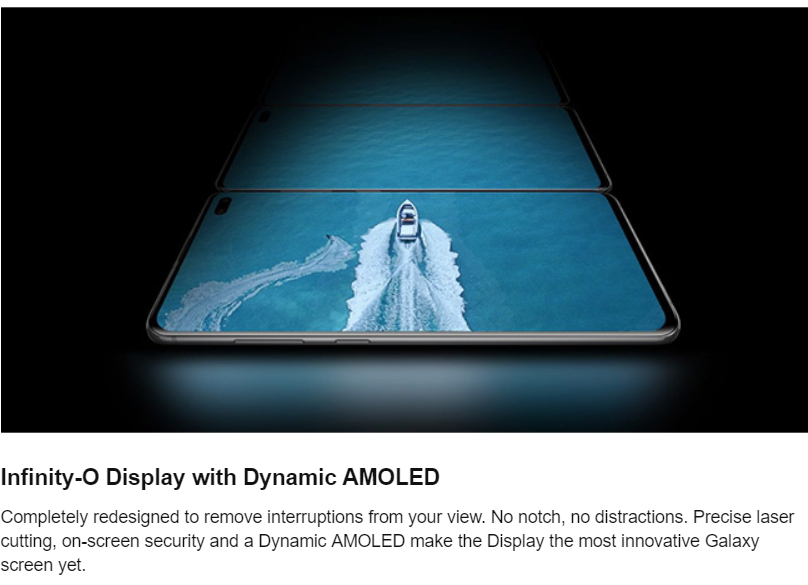 Infinity-O Display with Dynamic AMOLED
Completely redesigned to remove interruptions from your view. No notch, no distractions. Precise laser
cutting, on-screen security and a Dynamic AMOLED make the Display the most innovative Galaxy
screen yet.